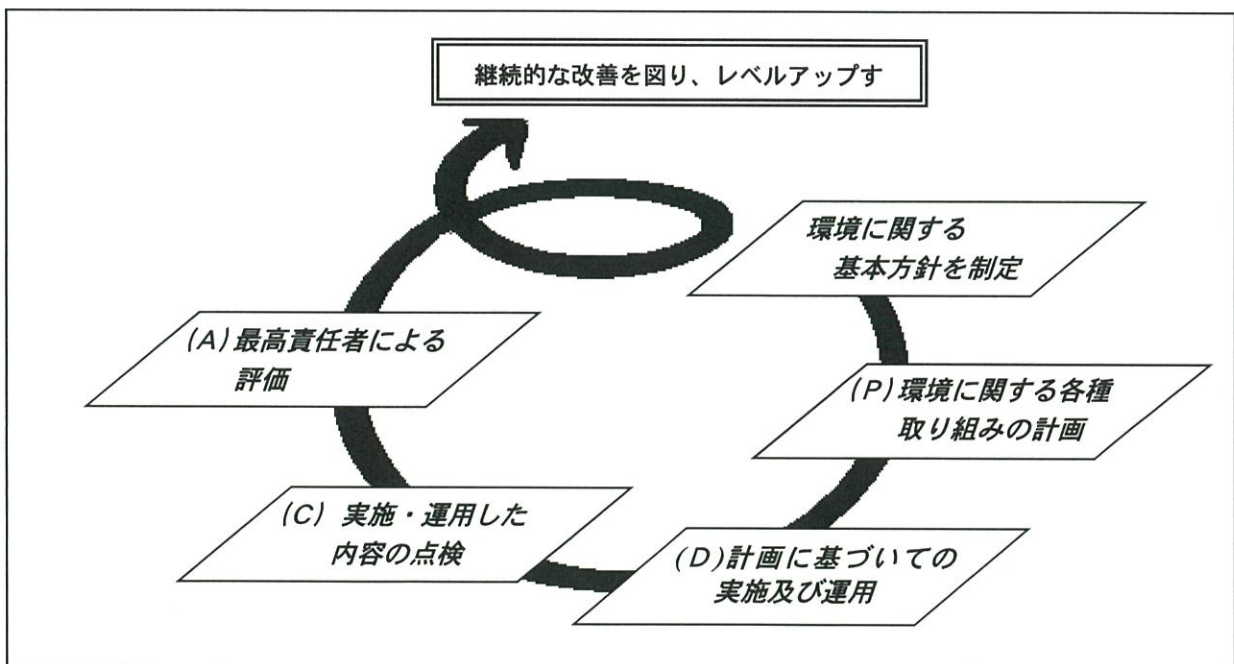 継続的な改善を図り、レベルアップす
環境に関する
基本方針を制定
(P)環境に関する各種
取り組みの計画
(D)計画に基づいての
実施及び運用
(C) 実施・運用した
内容の点検
(A)最高責任者による
評価